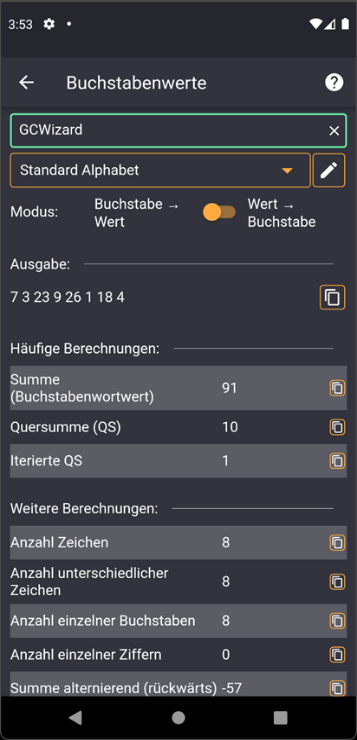 3:53
Buchstabenwerte
GCWizard
Standard Alphabet
Modus: Buchstabe → Wert Wert → Buchstabe
Ausgabe:
7 3 23 9 26 1 18 4
Häufige Berechnungen:
Summe (Buchstabenwortwert) 91
Quersumme (QS) 10
Iterierte QS 1
Weitere Berechnungen:
Anzahl Zeichen 8
Anzahl unterschiedlicher Zeichen 8
Anzahl einzelner Buchstaben 8
Anzahl einzelner Ziffern 0
Summe alternierend (rückwärts) -57